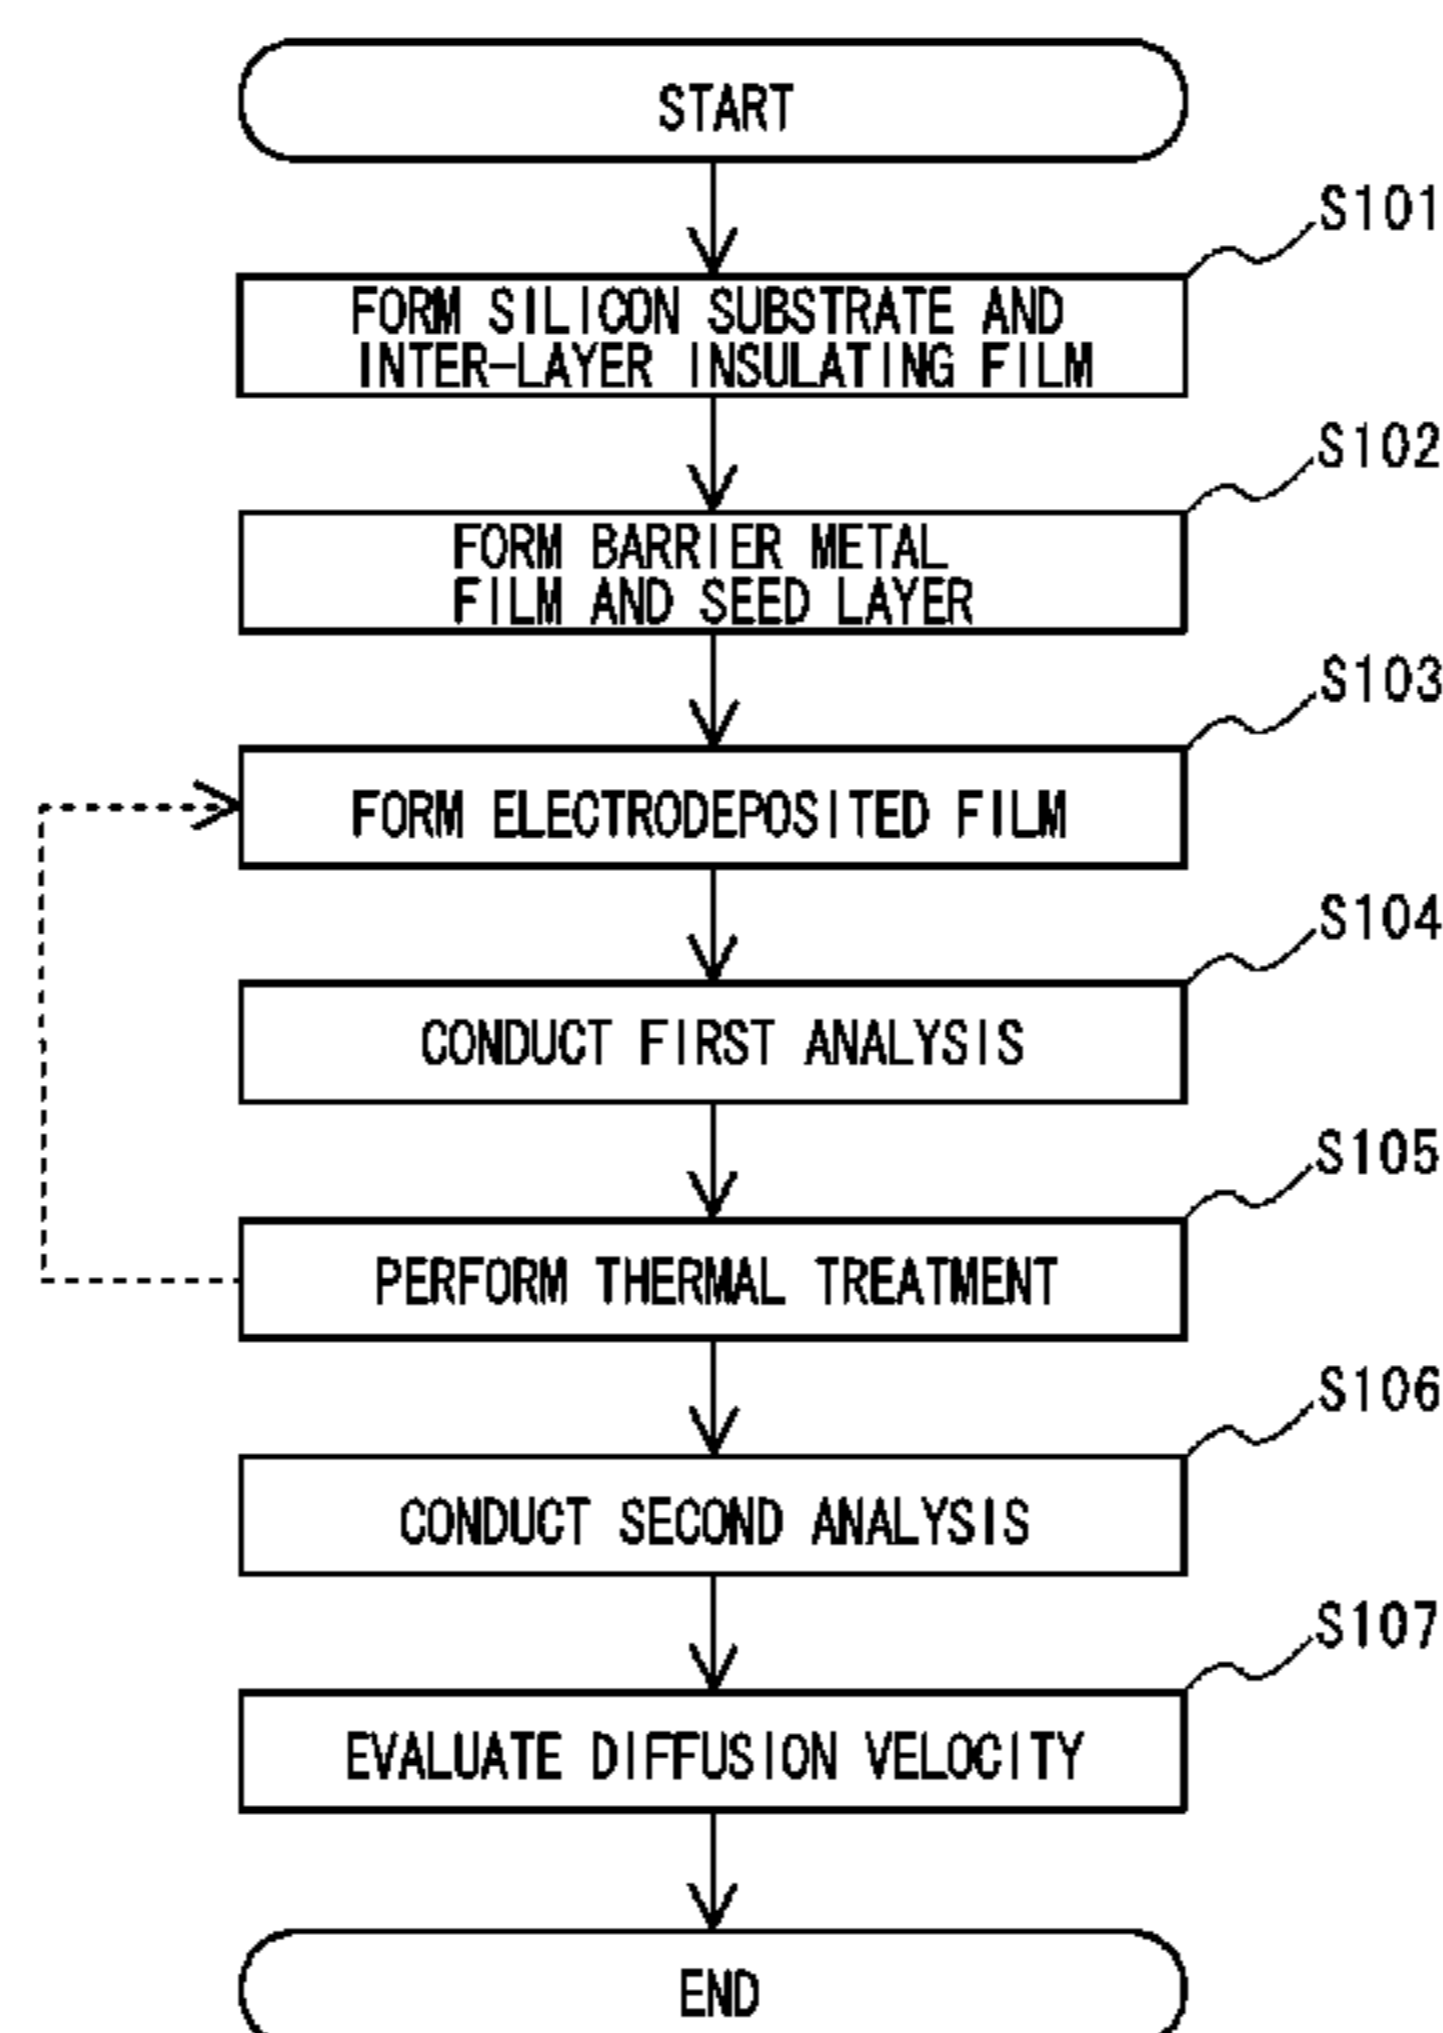 START
S101
FORM SILICON SUBSTRATE AND
INTER-LAYER INSULATING FILM
S102
FORM BARRIER METAL
FILM AND SEED LAYER
S103
FORM ELECTRODEPOSITED FILM
S104
CONDUCT FIRST ANALYSIS
S105
PERFORM THERMAL TREATMENT
S106
CONDUCT SECOND ANALYSIS
S107
EVALUATE DIFFUSION VELOCITY
END